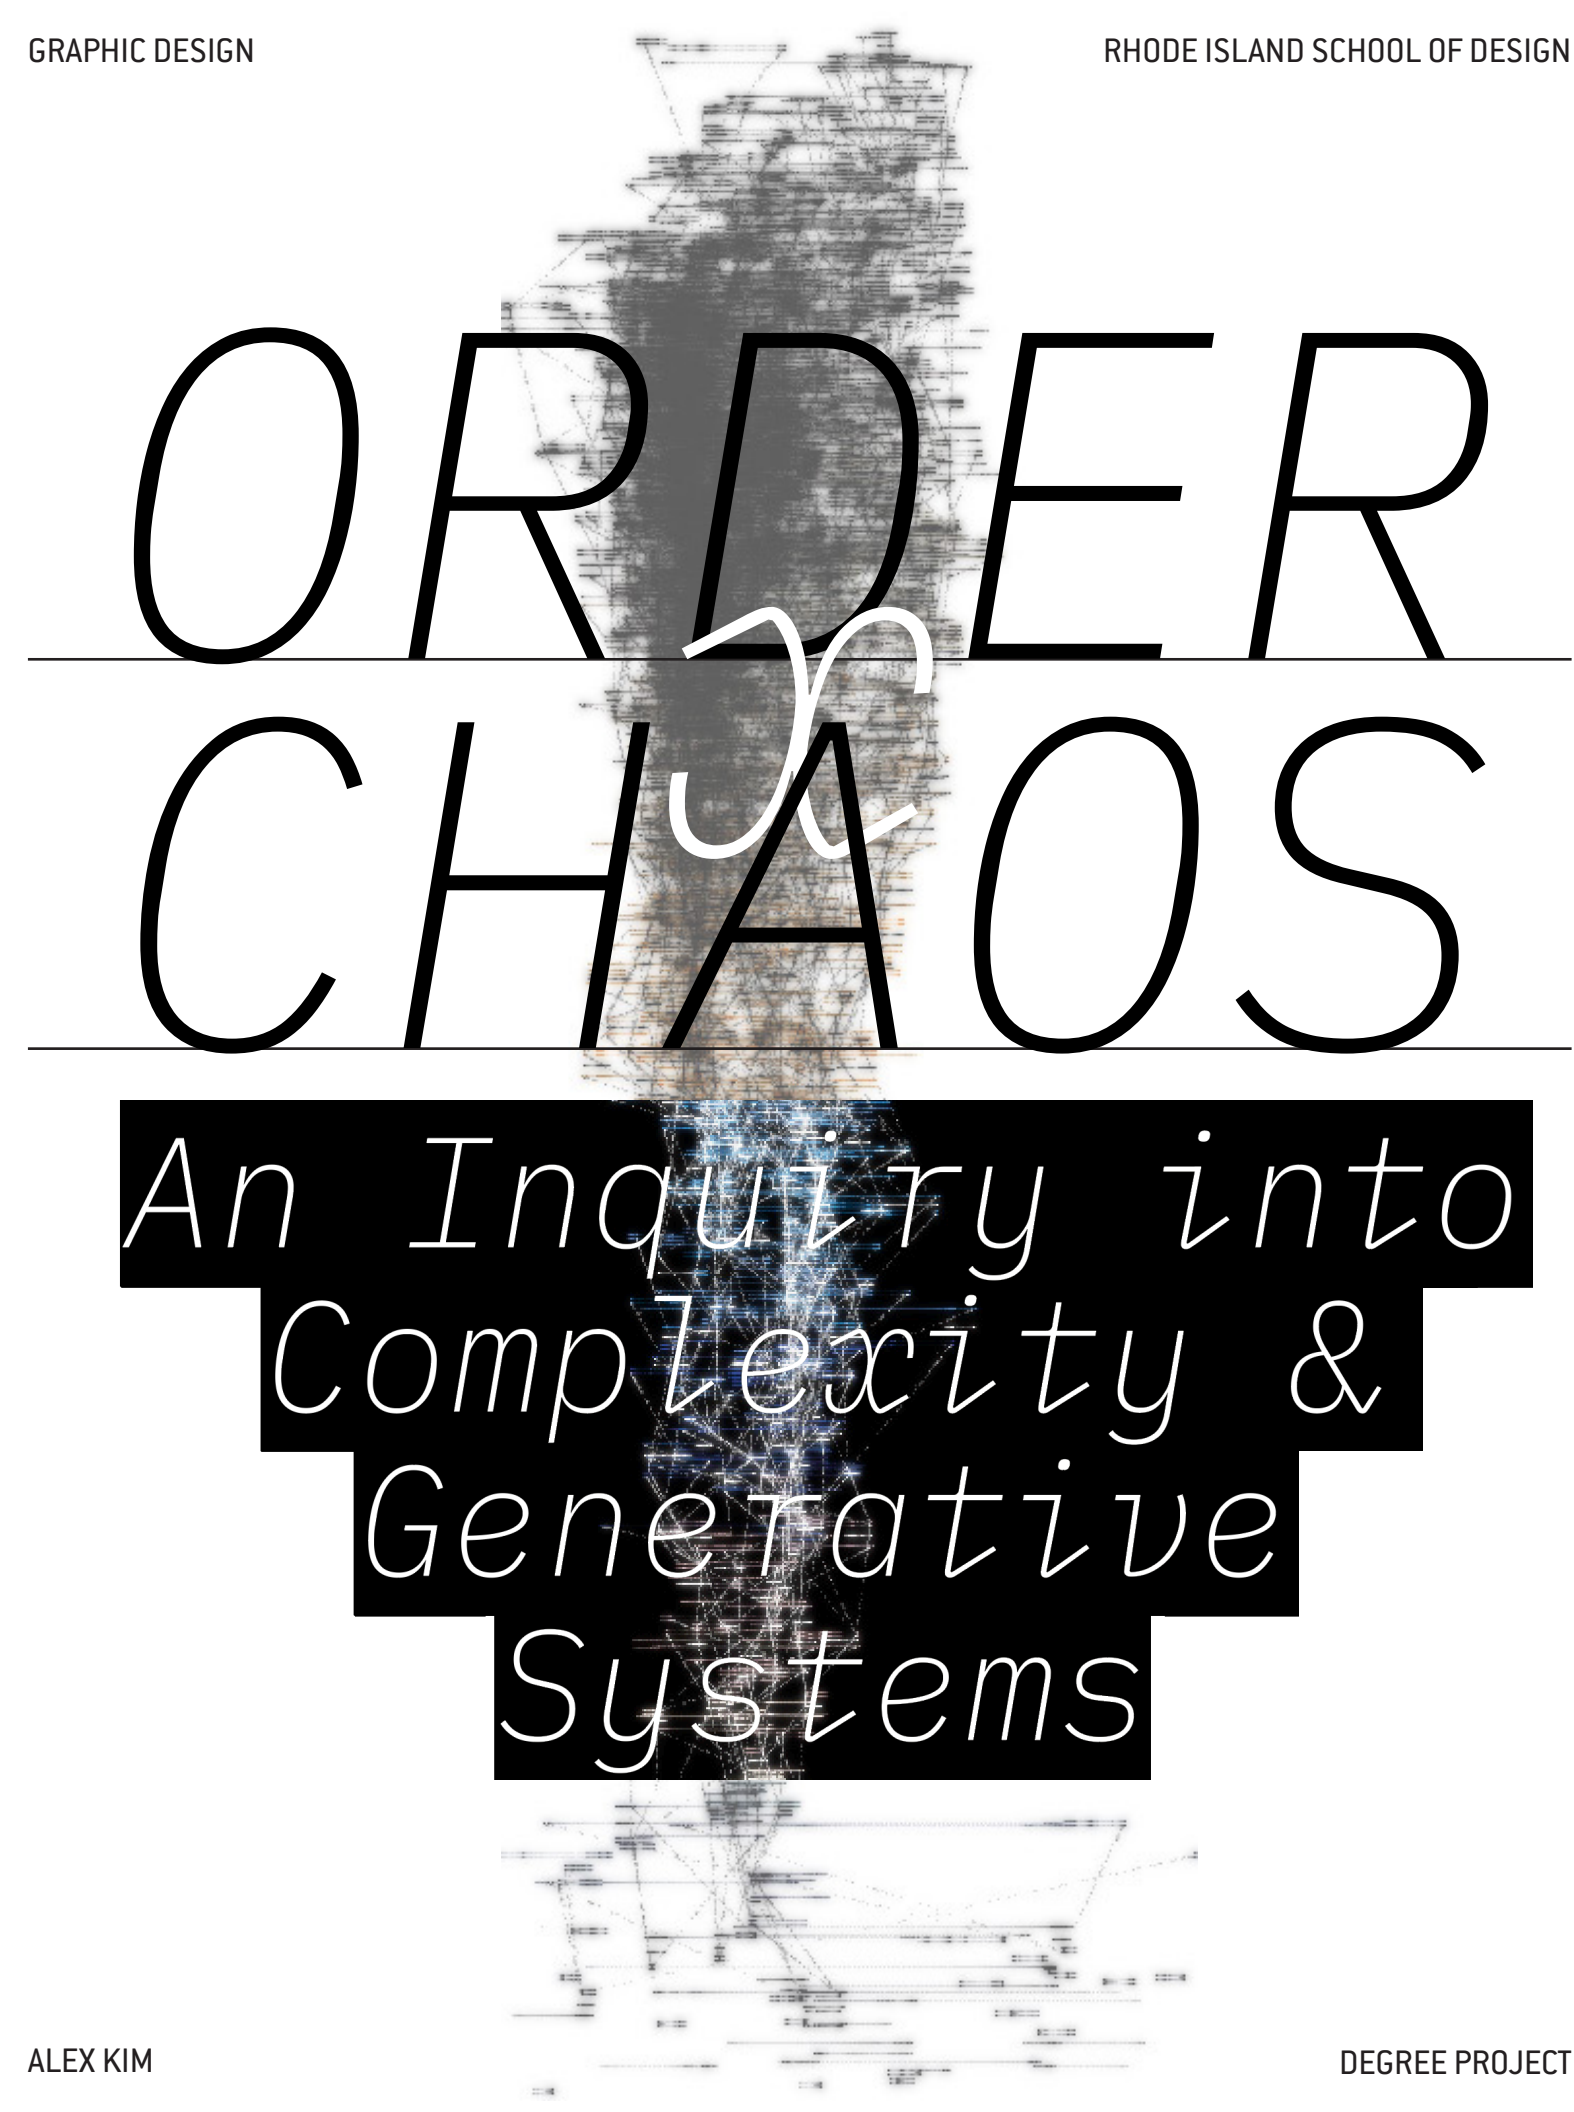 GRAPHIC DESIGN
RHODE ISLAND SCHOOL OF DESIGN
ORDER
x
CHAOS
An Inquiry into
Complexity &
Generative
Systems
ALEX KIM
DEGREE PROJECT